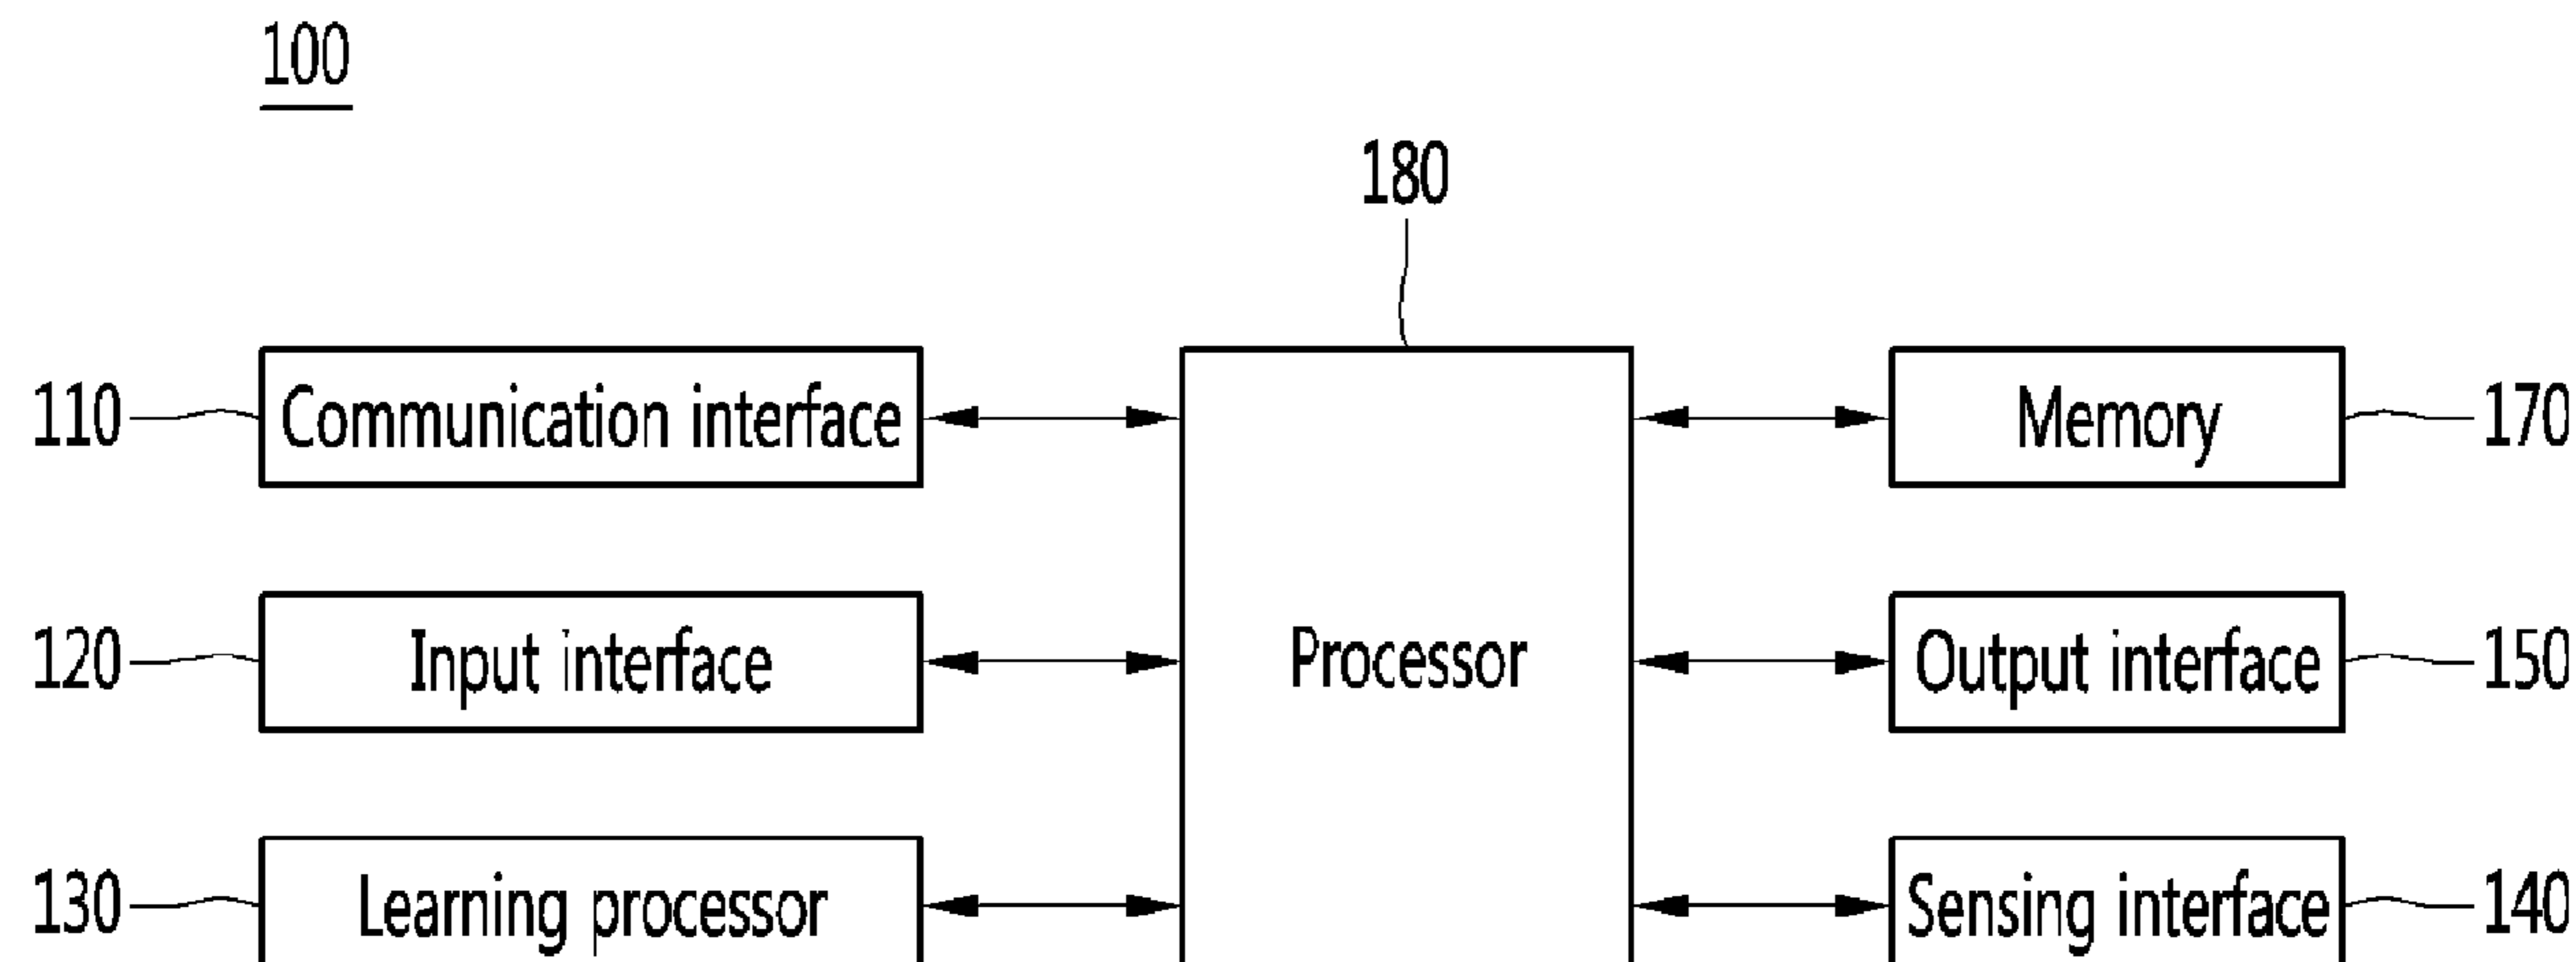 100
180
110
Communication interface
Memory
170
120
Input interface
Processor
Output interface
150
130
Learning processor
Sensing interface
140